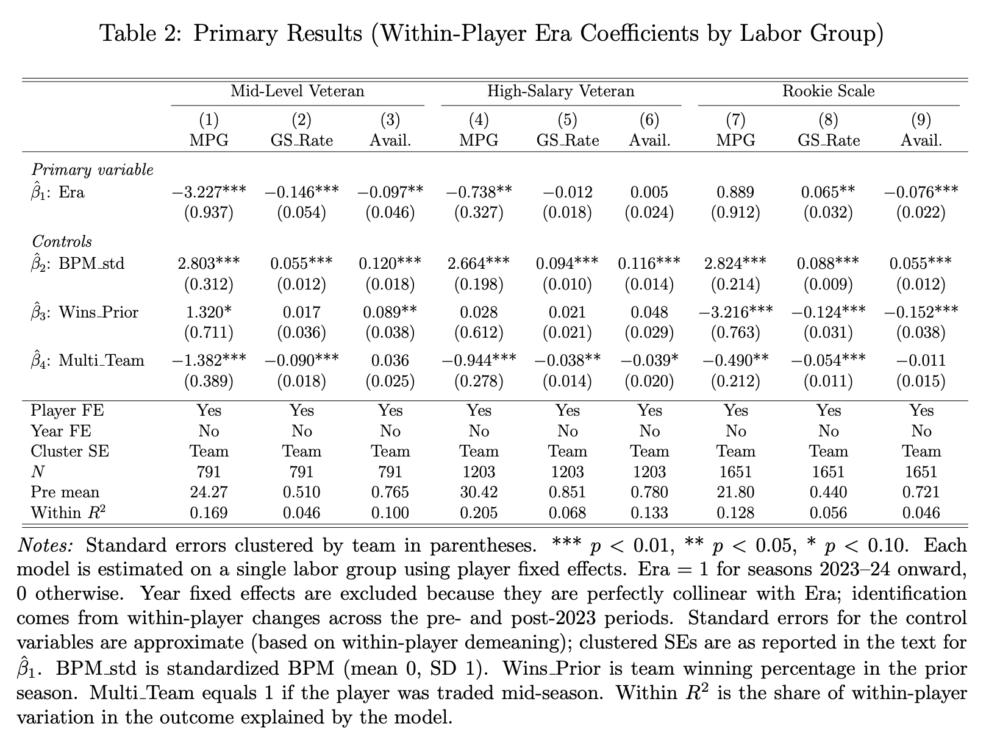 Table 2: Primary Results (Within-Player Era Coefficients by Labor Group)
Mid-Level Veteran High-Salary Veteran Rookie Scale
(1) (2) (3) (4) (5) (6) (7) (8) (9)
MPG GS_Rate Avail. MPG GS_Rate Avail. MPG GS_Rate Avail.
Primary variable
β̂₁: Era −3.227*** −0.146*** −0.097** −0.738** −0.012 0.005 0.889 0.065** −0.076***
(0.937) (0.054) (0.046) (0.327) (0.018) (0.024) (0.912) (0.032) (0.022)
Controls
β̂₂: BPM_std 2.803*** 0.055*** 0.120*** 2.664*** 0.094*** 0.116*** 2.824*** 0.088*** 0.055***
(0.312) (0.012) (0.018) (0.198) (0.010) (0.014) (0.214) (0.009) (0.012)
β̂₃: Wins_Prior 1.320* 0.017 0.089** 0.028 0.021 0.048 −3.216*** −0.124*** −0.152***
(0.711) (0.036) (0.038) (0.612) (0.021) (0.029) (0.763) (0.031) (0.038)
β̂₄: Multi_Team −1.382*** −0.090*** 0.036 −0.944*** −0.038** −0.039* −0.490** −0.054*** −0.011
(0.389) (0.018) (0.025) (0.278) (0.014) (0.020) (0.212) (0.011) (0.015)
Player FE Yes Yes Yes Yes Yes Yes Yes Yes Yes
Year FE No No No No No No No No No
Cluster SE Team Team Team Team Team Team Team Team Team
N 791 791 791 1203 1203 1203 1651 1651 1651
Pre mean 24.27 0.510 0.765 30.42 0.851 0.780 21.80 0.440 0.721
Within R² 0.169 0.046 0.100 0.205 0.068 0.133 0.128 0.056 0.046
Notes: Standard errors clustered by team in parentheses. *** p < 0.01, ** p < 0.05, * p < 0.10. Each
model is estimated on a single labor group using player fixed effects. Era = 1 for seasons 2023–24 onward,
0 otherwise. Year fixed effects are excluded because they are perfectly collinear with Era; identification
comes from within-player changes across the pre- and post-2023 periods. Standard errors for the control
variables are approximate (based on within-player demeaning); clustered SEs are as reported in the text for
β̂₁. BPM_std is standardized BPM (mean 0, SD 1). Wins_Prior is team winning percentage in the prior
season. Multi_Team equals 1 if the player was traded mid-season. Within R² is the share of within-player
variation in the outcome explained by the model.